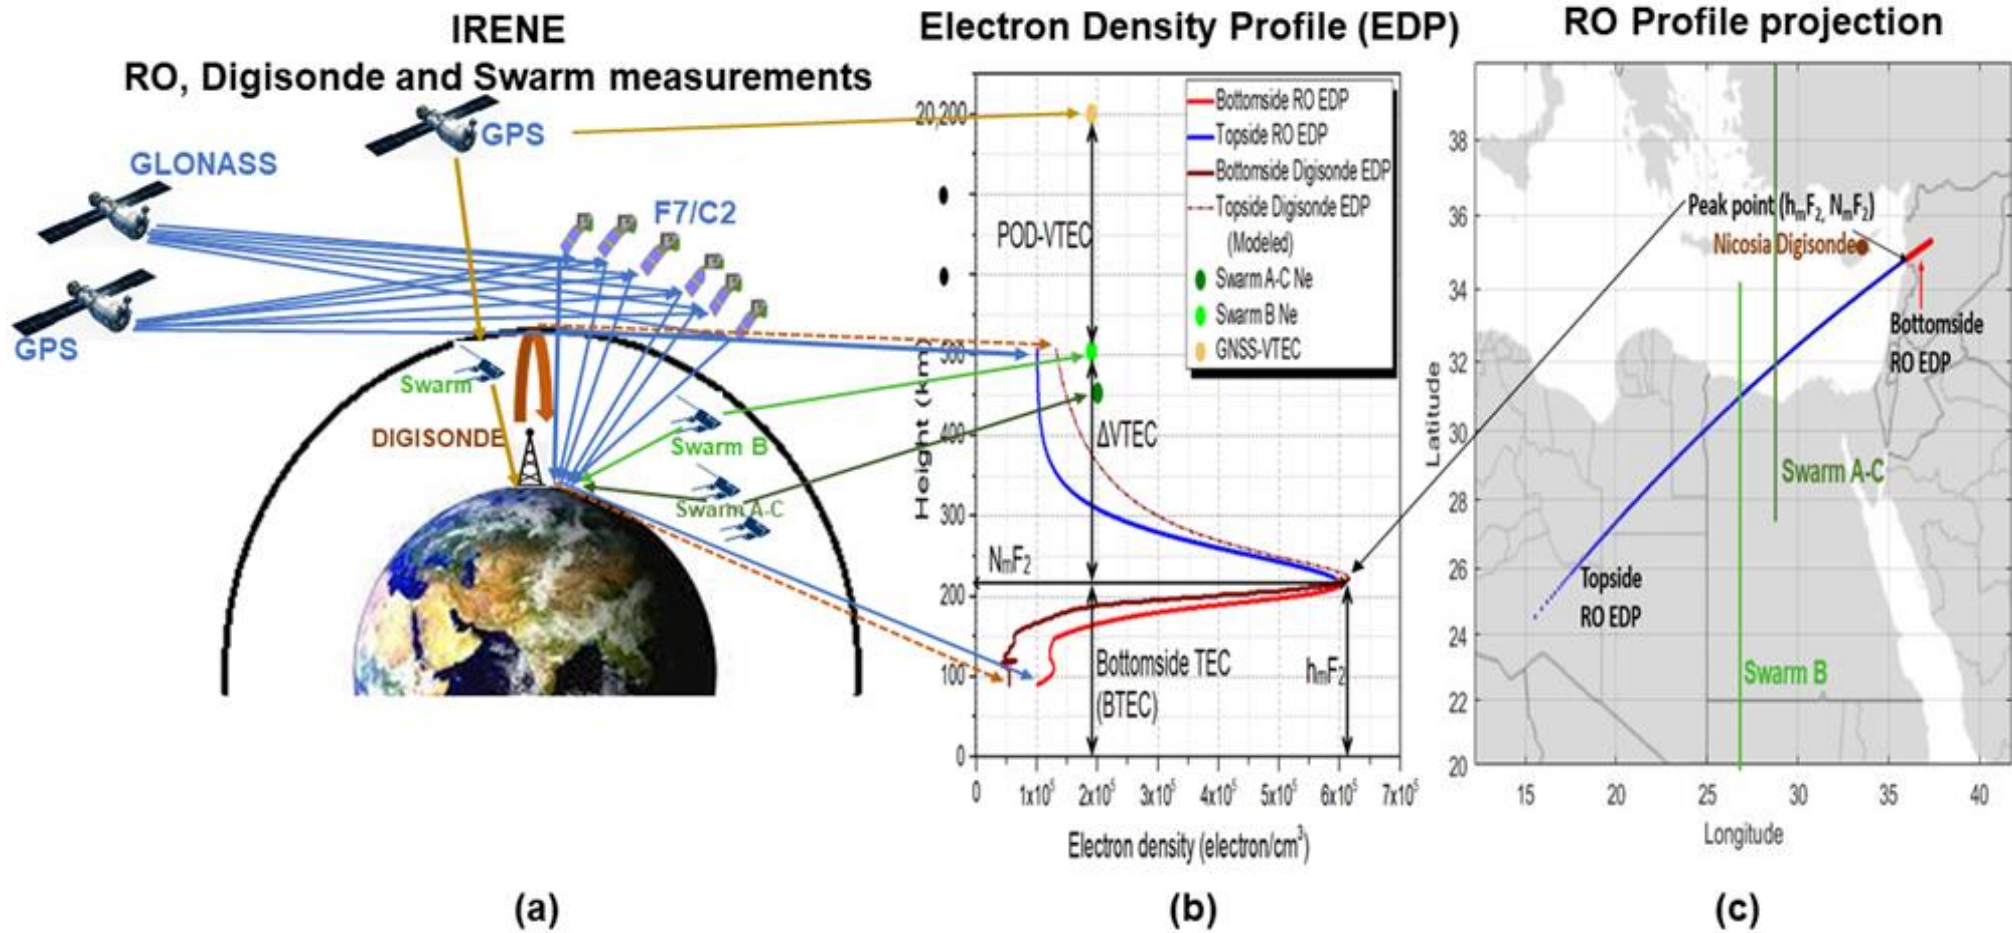 IRENE
RO, Digisonde and Swarm measurements
GPS
GLONASS
F7/C2
GPS
Swarm
DIGISONDE
Swarm B
Swarm A-C
(a)
Electron Density Profile (EDP)
Bottomside RO EDP
Topside RO EDP
Bottomside Digisonde EDP
Topside Digisonde EDP
(Modeled)
Swarm A-C Ne
Swarm B Ne
GNSS-VTEC
20,200
500
400
300
200
100
0
Height (km)
POD-VTEC
ΔVTEC
NmF2
Bottomside TEC
(BTEC)
hmF2
0 1x10⁵ 2x10⁵ 3x10⁵ 4x10⁵ 5x10⁵ 6x10⁵ 7x10⁵
Electron density (electron/cm³)
(b)
RO Profile projection
38
36
34
32
30
28
26
24
22
20
Latitude
Peak point (hmF2, NmF2)
Nicosia Digisonde
Bottomside
RO EDP
Swarm A-C
Topside
RO EDP
Swarm B
15 20 25 30 35 40
Longitude
(c)